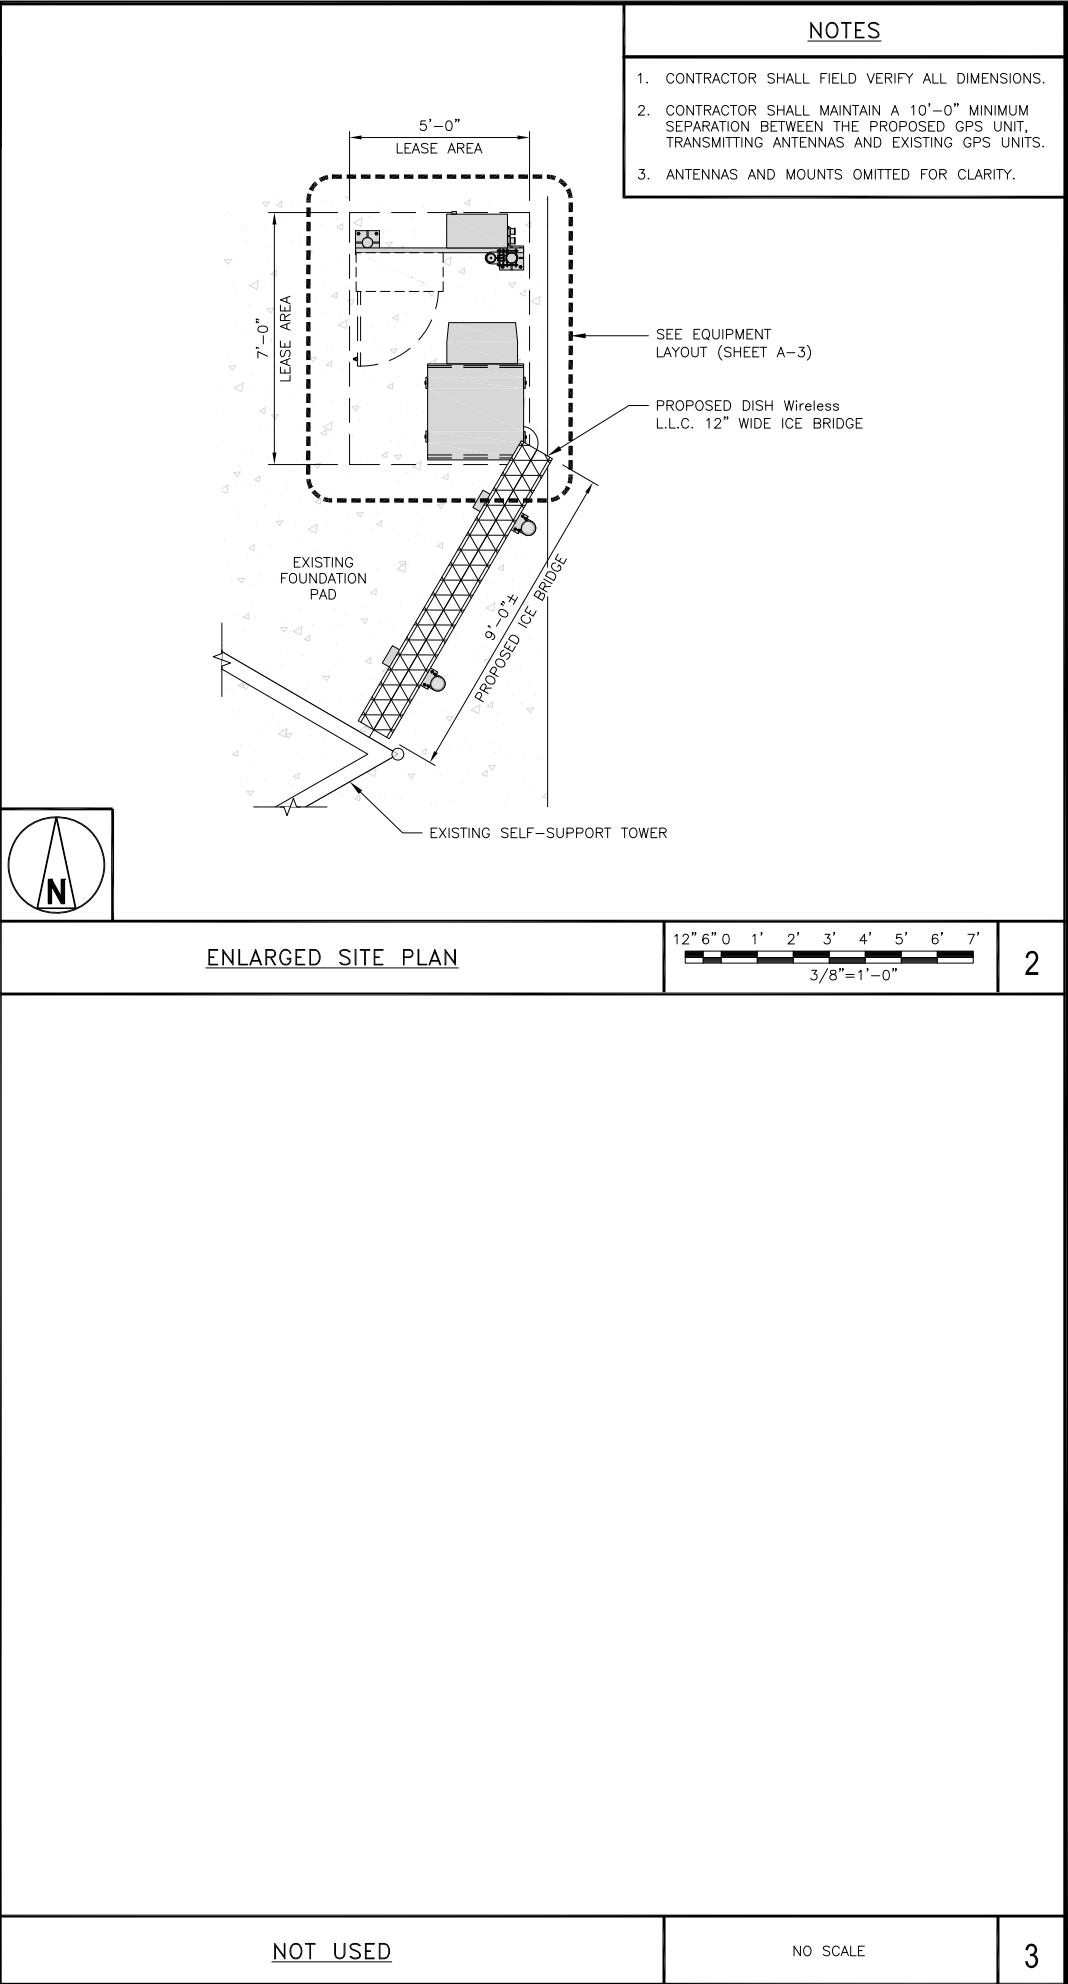 NOTES
1. CONTRACTOR SHALL FIELD VERIFY ALL DIMENSIONS.
2. CONTRACTOR SHALL MAINTAIN A 10'-0" MINIMUM
SEPARATION BETWEEN THE PROPOSED GPS UNIT,
TRANSMITTING ANTENNAS AND EXISTING GPS UNITS.
3. ANTENNAS AND MOUNTS OMITTED FOR CLARITY.
5'-0"
LEASE AREA
7'-0"
LEASE AREA
SEE EQUIPMENT
LAYOUT (SHEET A-3)
PROPOSED DISH Wireless
L.L.C. 12" WIDE ICE BRIDGE
EXISTING
FOUNDATION
PAD
9'-0"±
PROPOSED ICE BRIDGE
EXISTING SELF-SUPPORT TOWER
N
ENLARGED SITE PLAN
12" 6" 0 1' 2' 3' 4' 5' 6' 7'
3/8"=1'-0"
2
NOT USED
NO SCALE
3